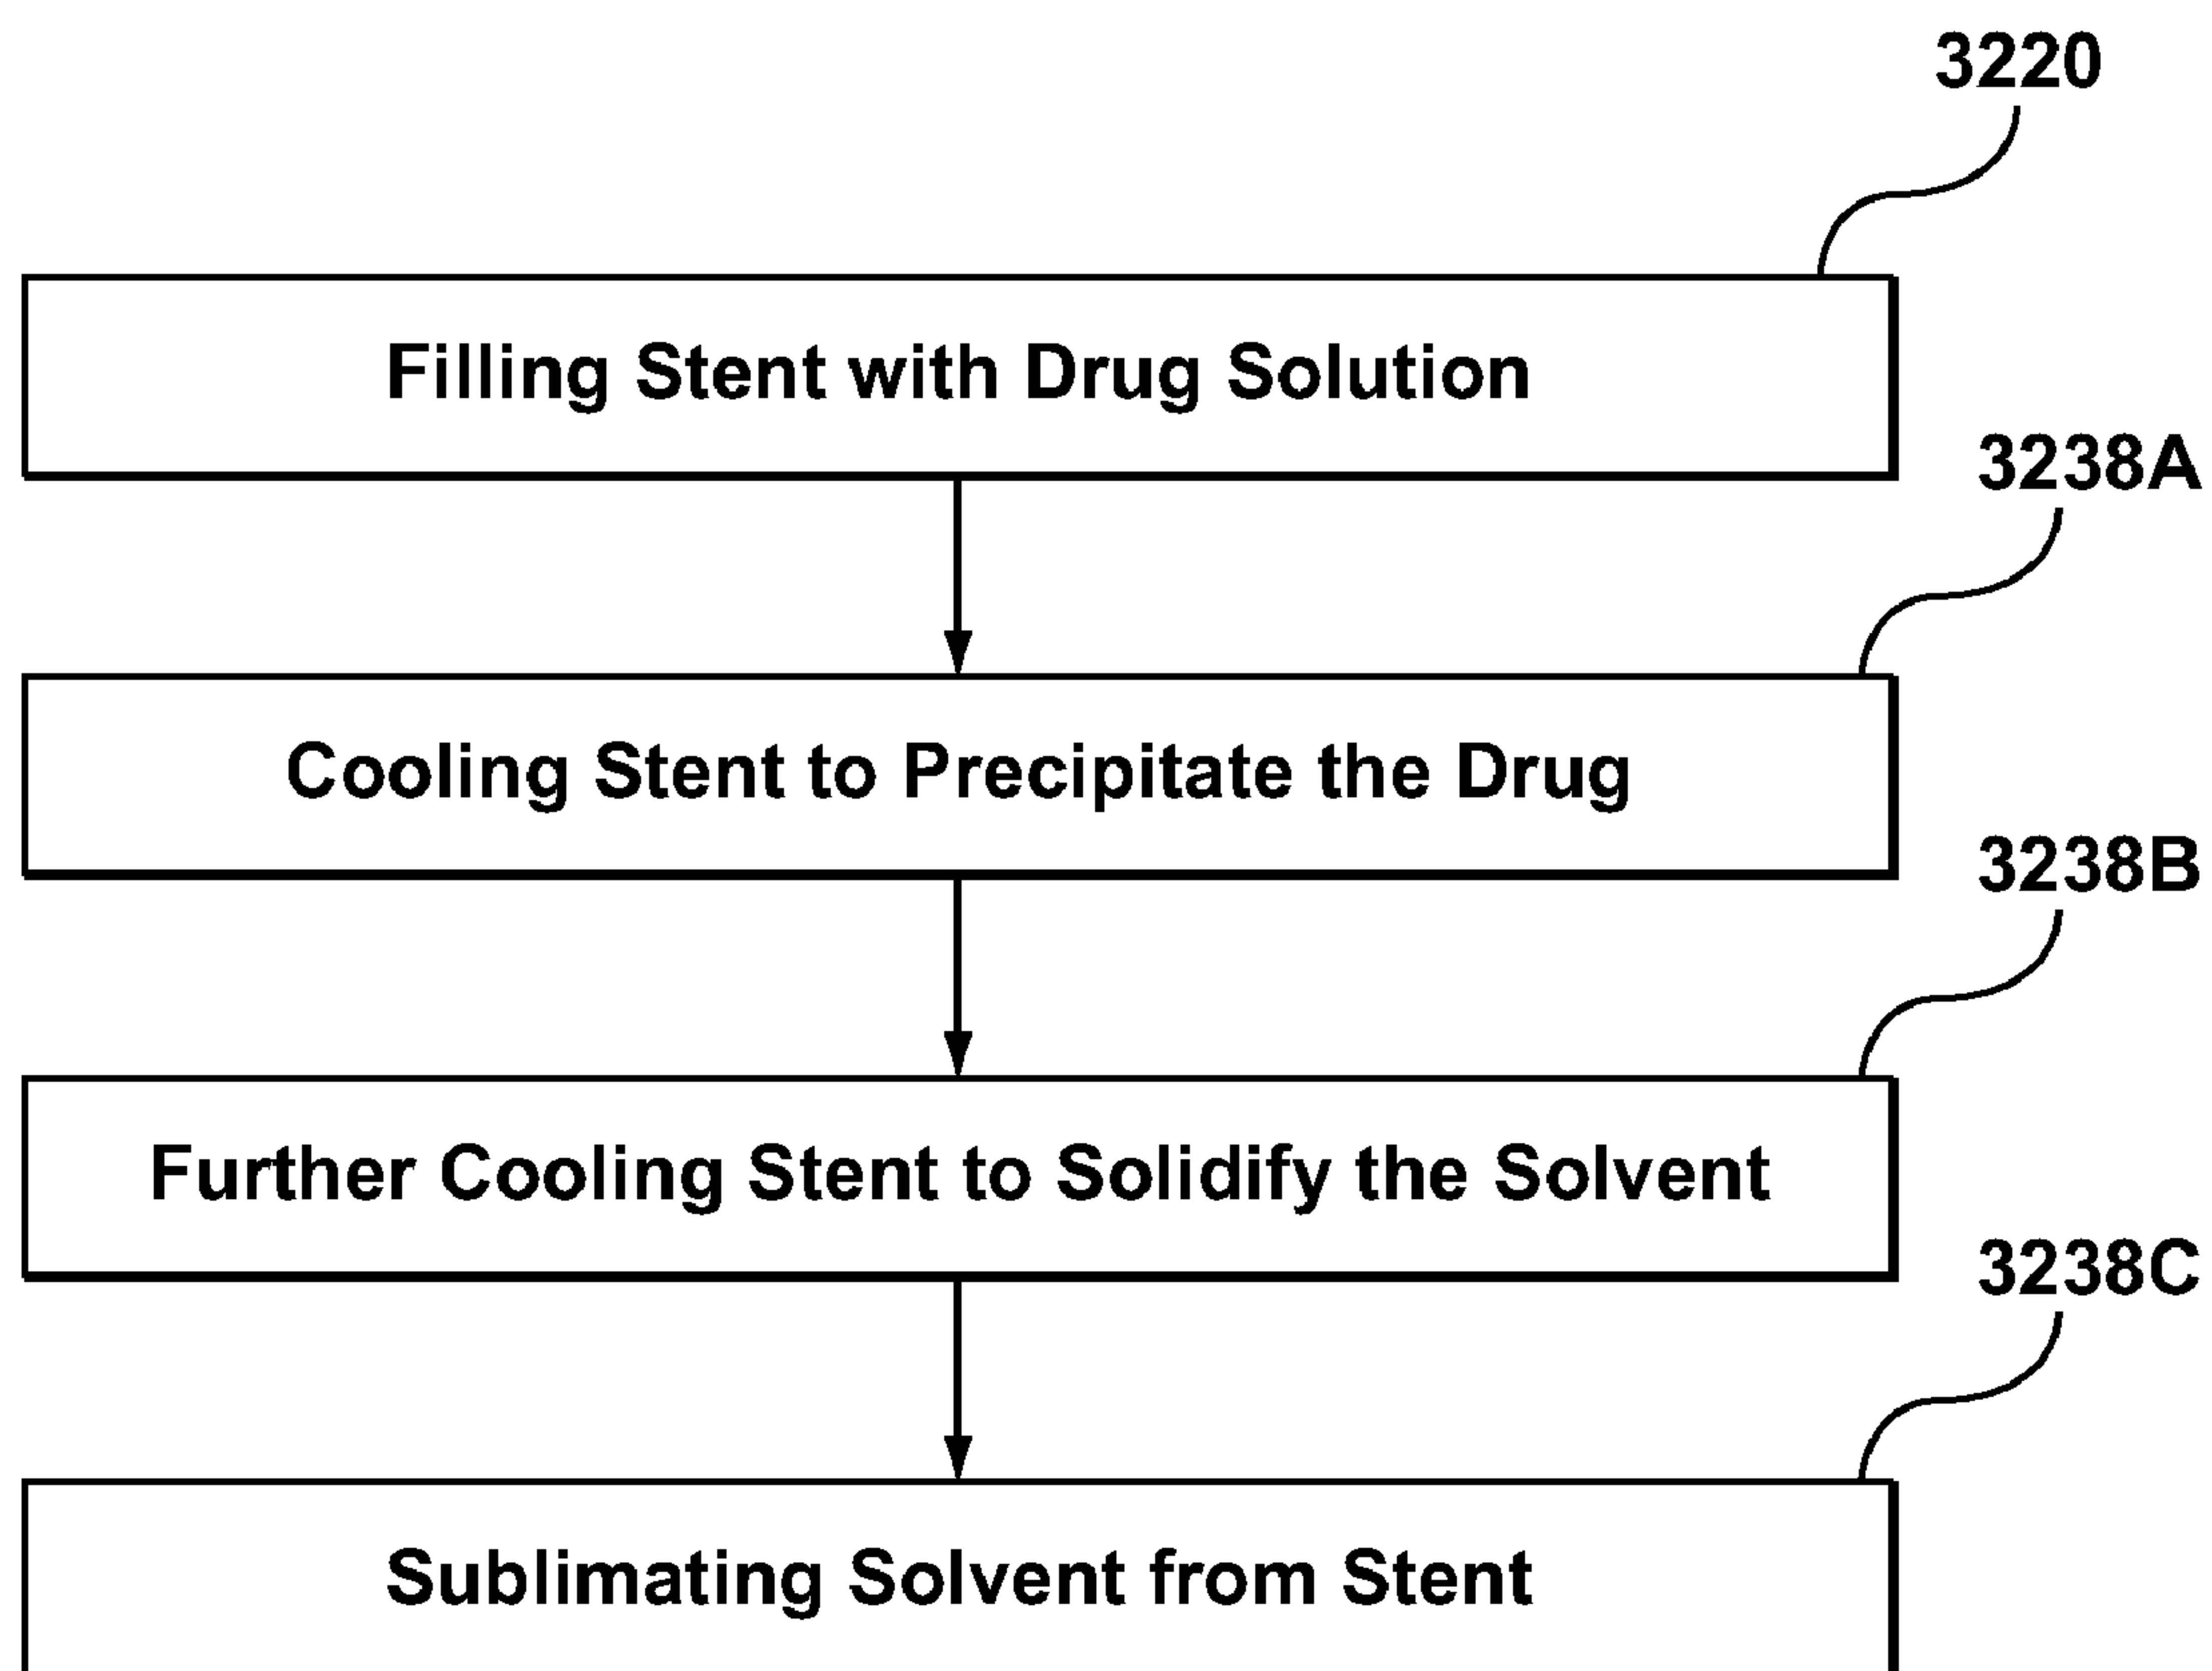 3220
Filling Stent with Drug Solution
3238A
Cooling Stent to Precipitate the Drug
3238B
Further Cooling Stent to Solidify the Solvent
3238C
Sublimating Solvent from Stent